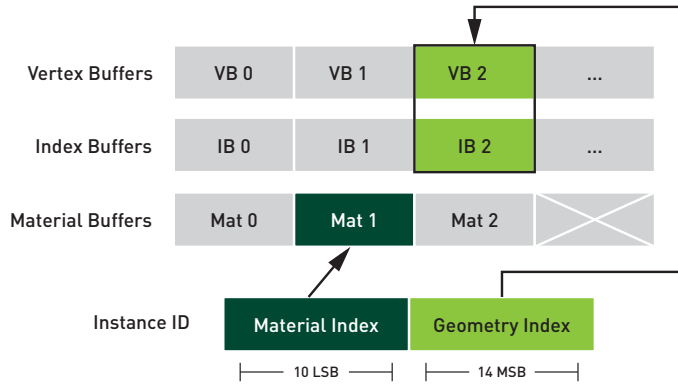 Vertex Buffers VB 0 VB 1 VB 2 ...
Index Buffers IB 0 IB 1 IB 2 ...
Material Buffers Mat 0 Mat 1 Mat 2
Instance ID Material Index Geometry Index
10 LSB 14 MSB